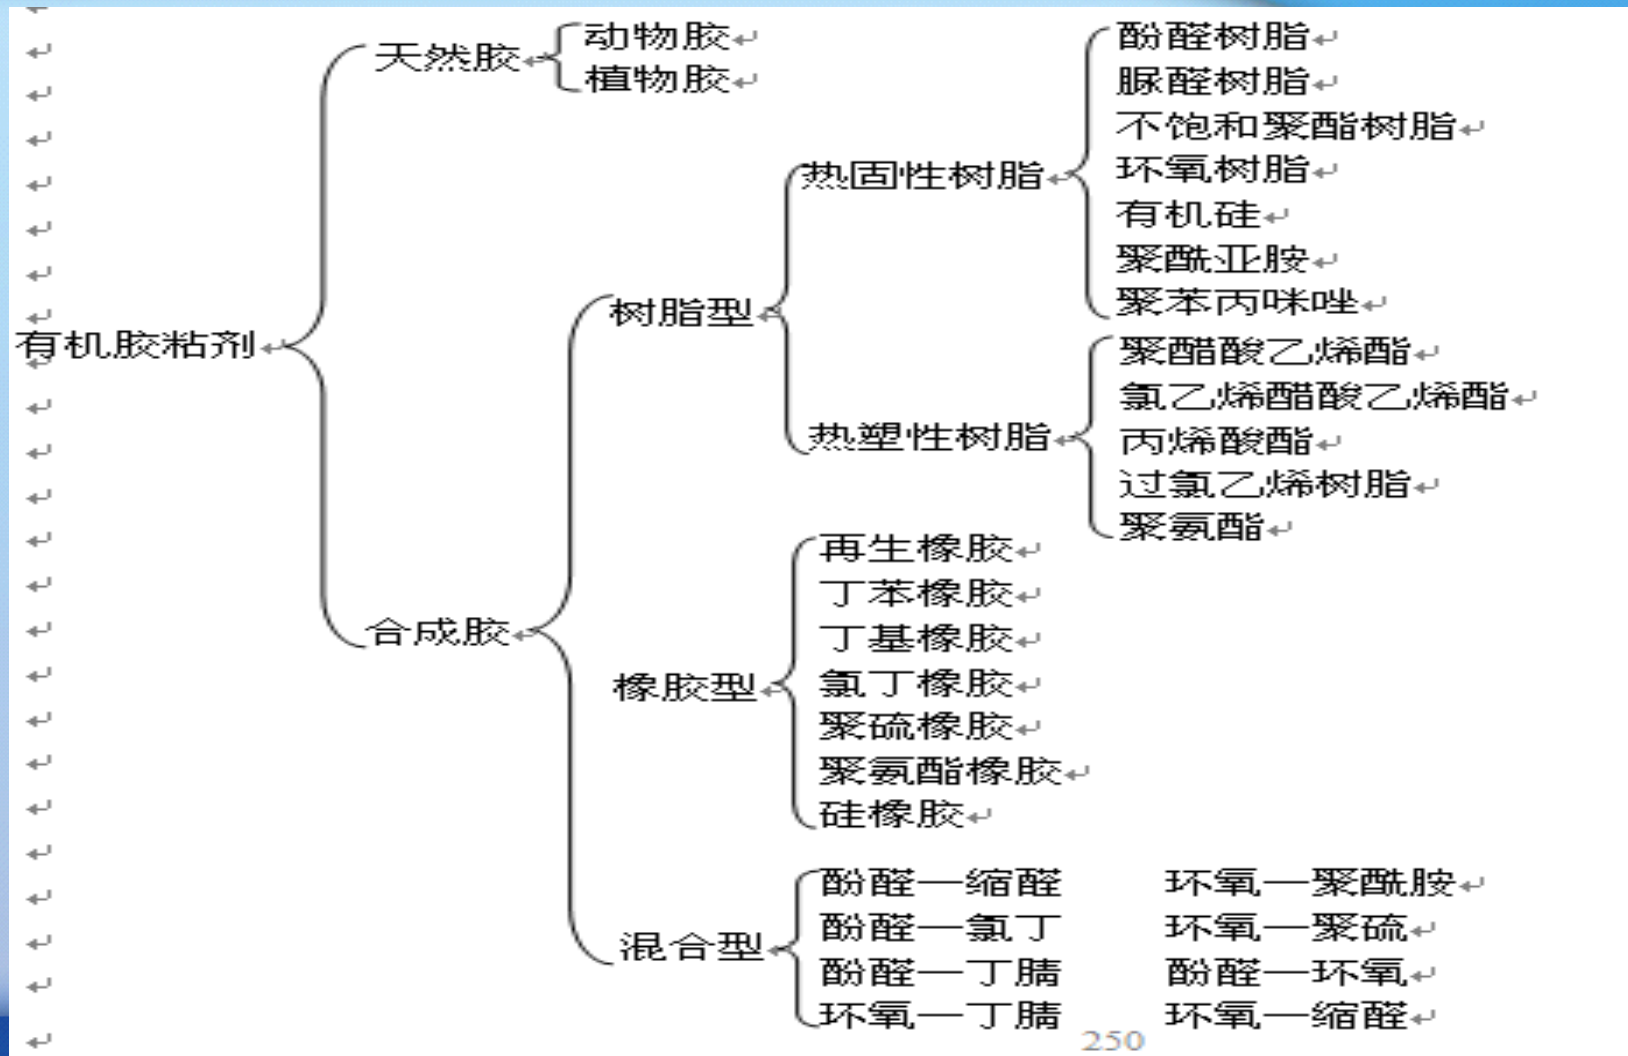 有机胶粘剂
天然胶
动物胶
植物胶
合成胶
树脂型
热固性树脂
酚醛树脂
脲醛树脂
不饱和聚酯树脂
环氧树脂
有机硅
聚酰亚胺
聚苯丙咪唑
热塑性树脂
聚醋酸乙烯酯
氯乙烯醋酸乙烯酯
丙烯酸酯
过氯乙烯树脂
聚氨酯
橡胶型
再生橡胶
丁苯橡胶
丁基橡胶
氯丁橡胶
聚硫橡胶
聚氨酯橡胶
硅橡胶
混合型
酚醛—缩醛 环氧—聚酰胺
酚醛—氯丁 环氧—聚硫
酚醛—丁腈 酚醛—环氧
环氧—丁腈 环氧—缩醛
250